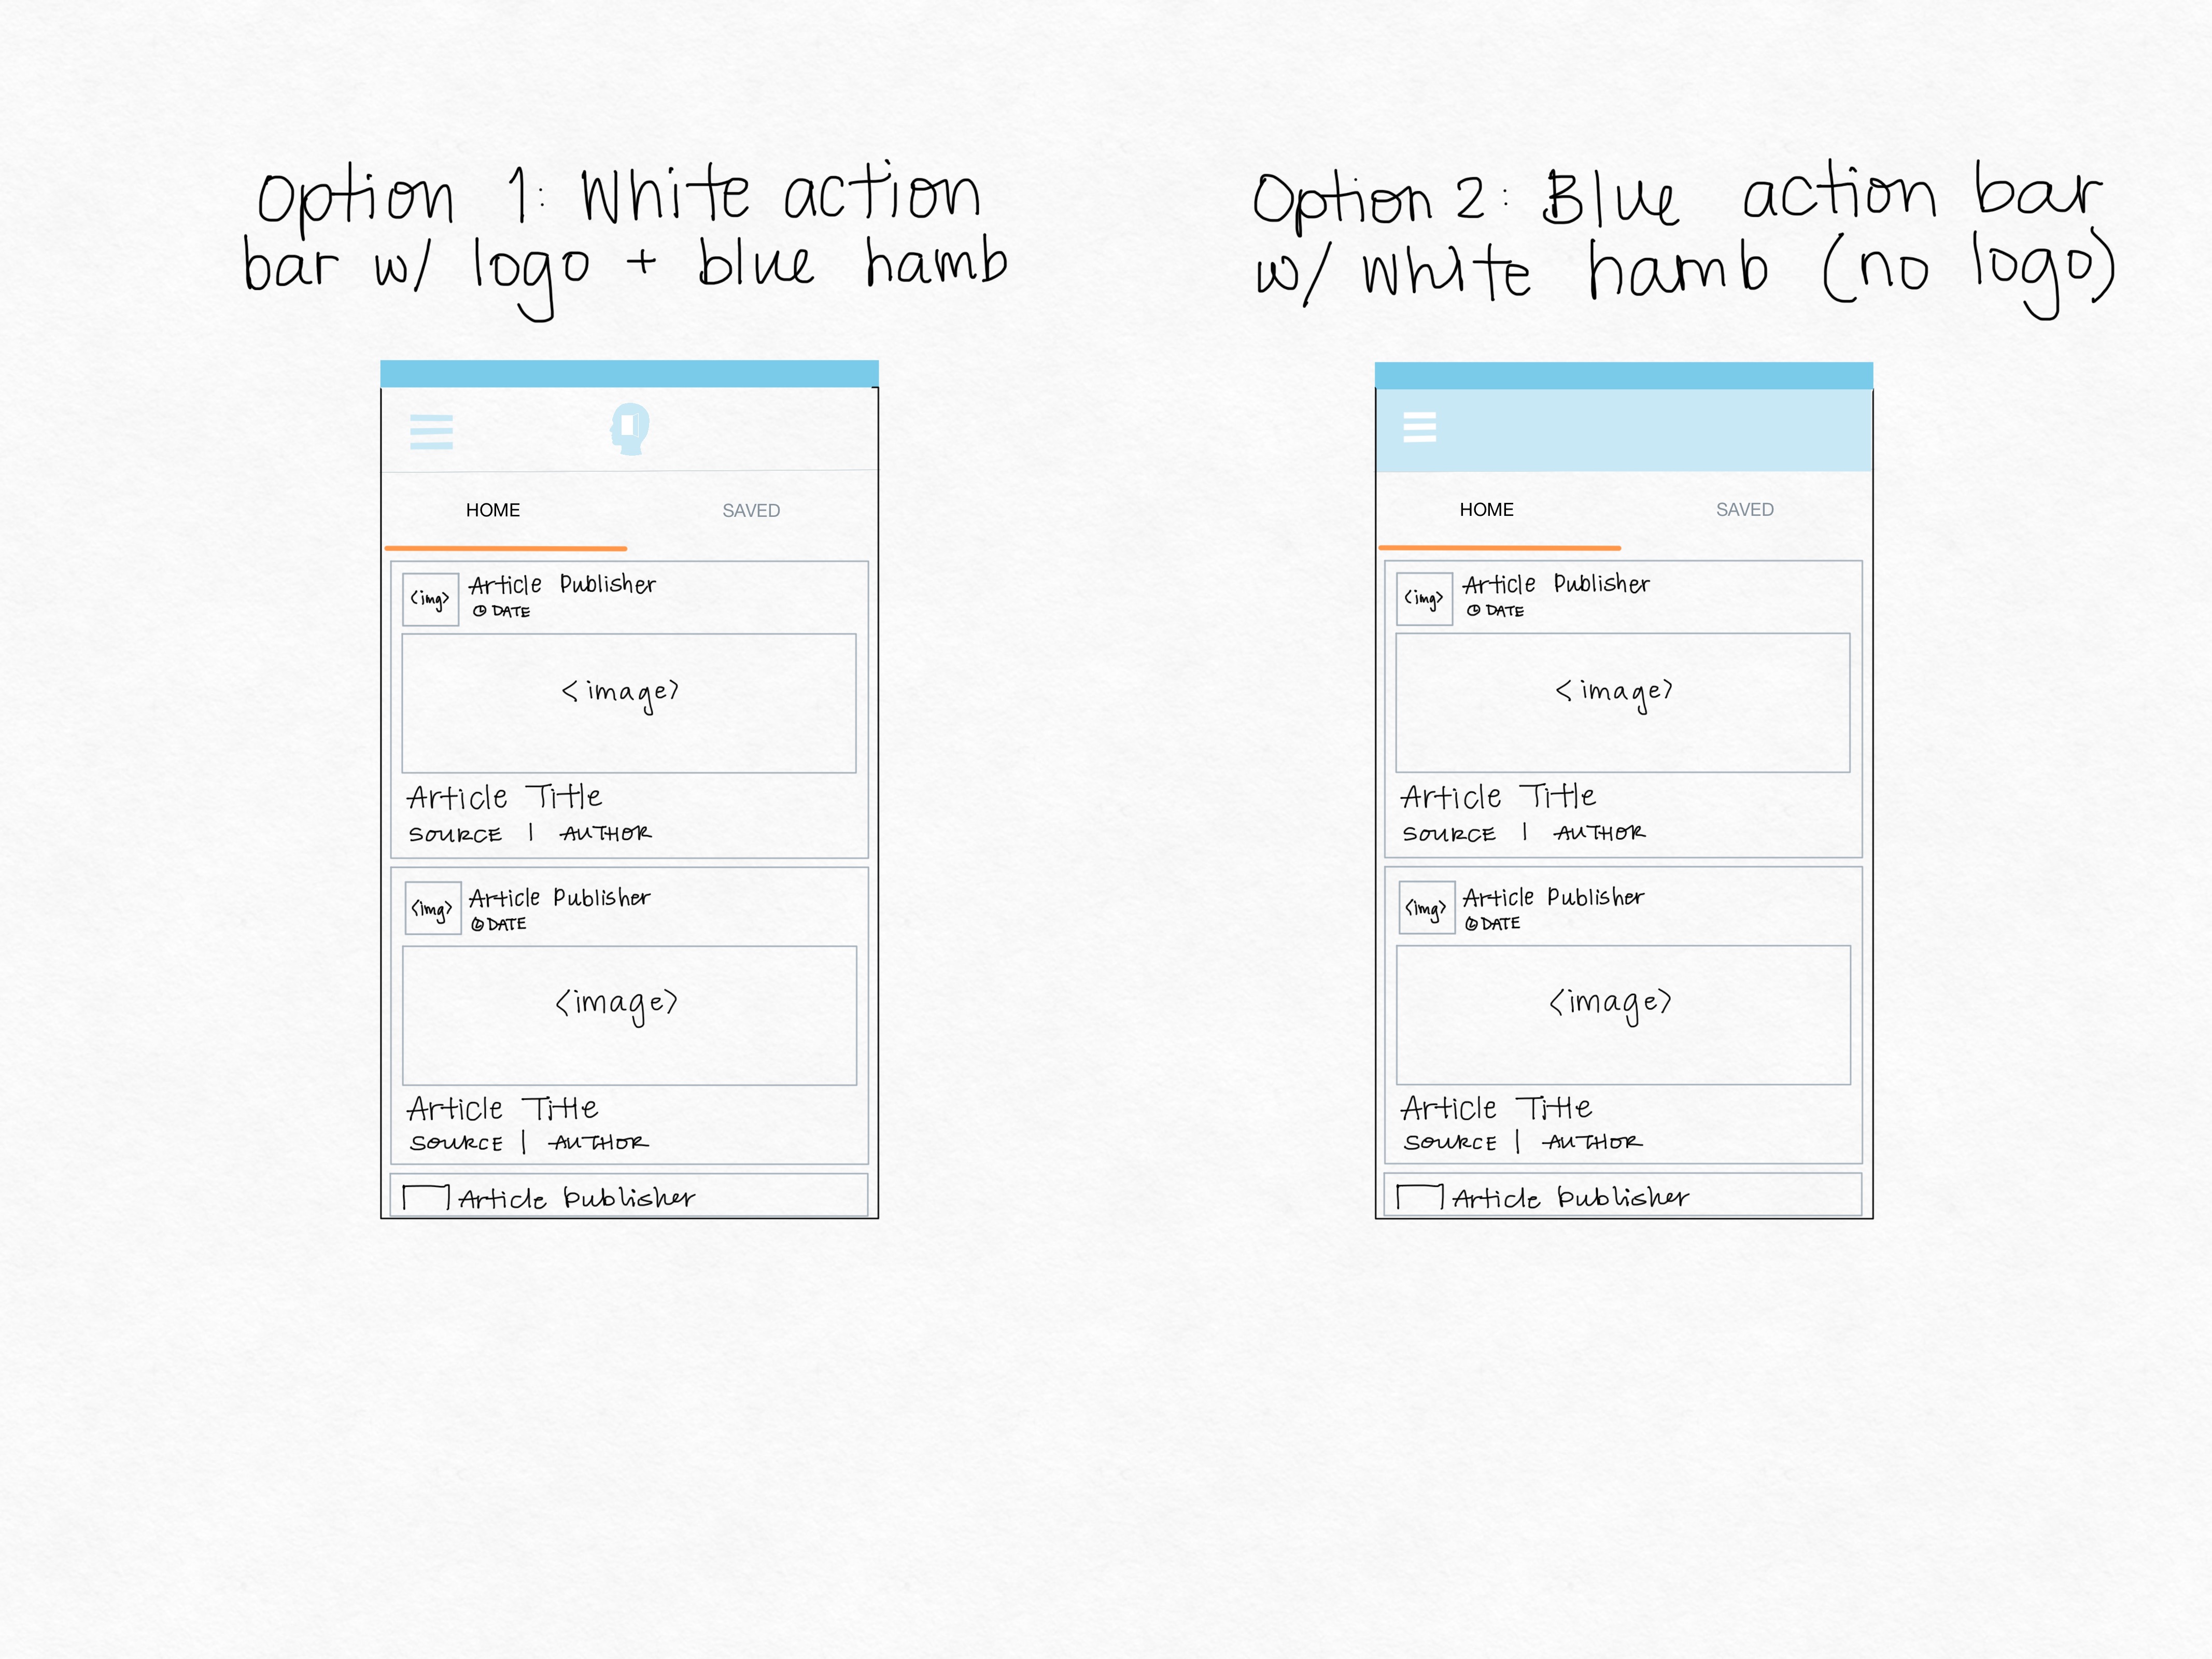 Option 1: White action
bar w/ logo + blue hamb
HOME
SAVED
<img>
Article Publisher
DATE
<image>
Article Title
SOURCE | AUTHOR
<img>
Article Publisher
DATE
<image>
Article Title
SOURCE | AUTHOR
Article publisher
Option 2: Blue action bar
w/ white hamb (no logo)
HOME
SAVED
<img>
Article Publisher
DATE
<image>
Article Title
SOURCE | AUTHOR
<img>
Article Publisher
DATE
<image>
Article Title
SOURCE | AUTHOR
Article publisher